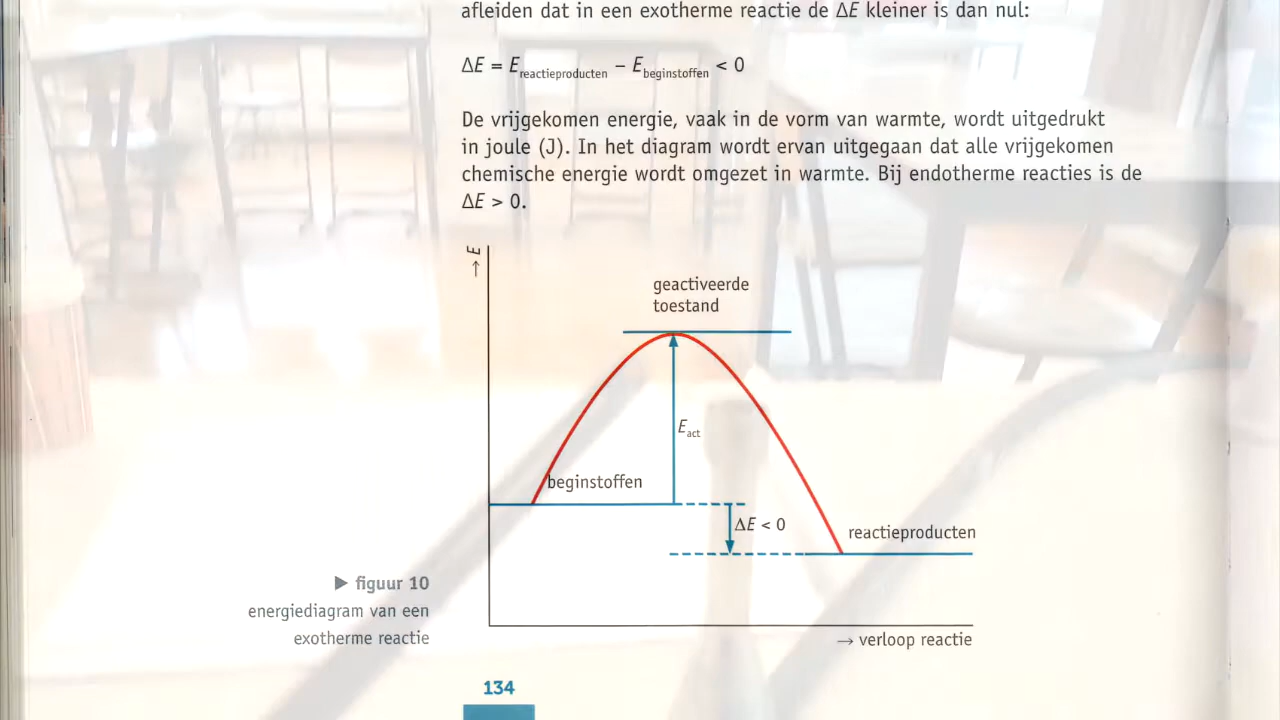 afleiden dat in een exotherme reactie de ΔE kleiner is dan nul:
ΔE = E reactieproducten − E beginstoffen < 0
De vrijgekomen energie, vaak in de vorm van warmte, wordt uitgedrukt
in joule (J). In het diagram wordt ervan uitgegaan dat alle vrijgekomen
chemische energie wordt omgezet in warmte. Bij endotherme reacties is de
ΔE > 0.
→ E
geactiveerde
toestand
E act
beginstoffen
ΔE < 0
reactieproducten
→ verloop reactie
▶ figuur 10
energiediagram van een
exotherme reactie
134